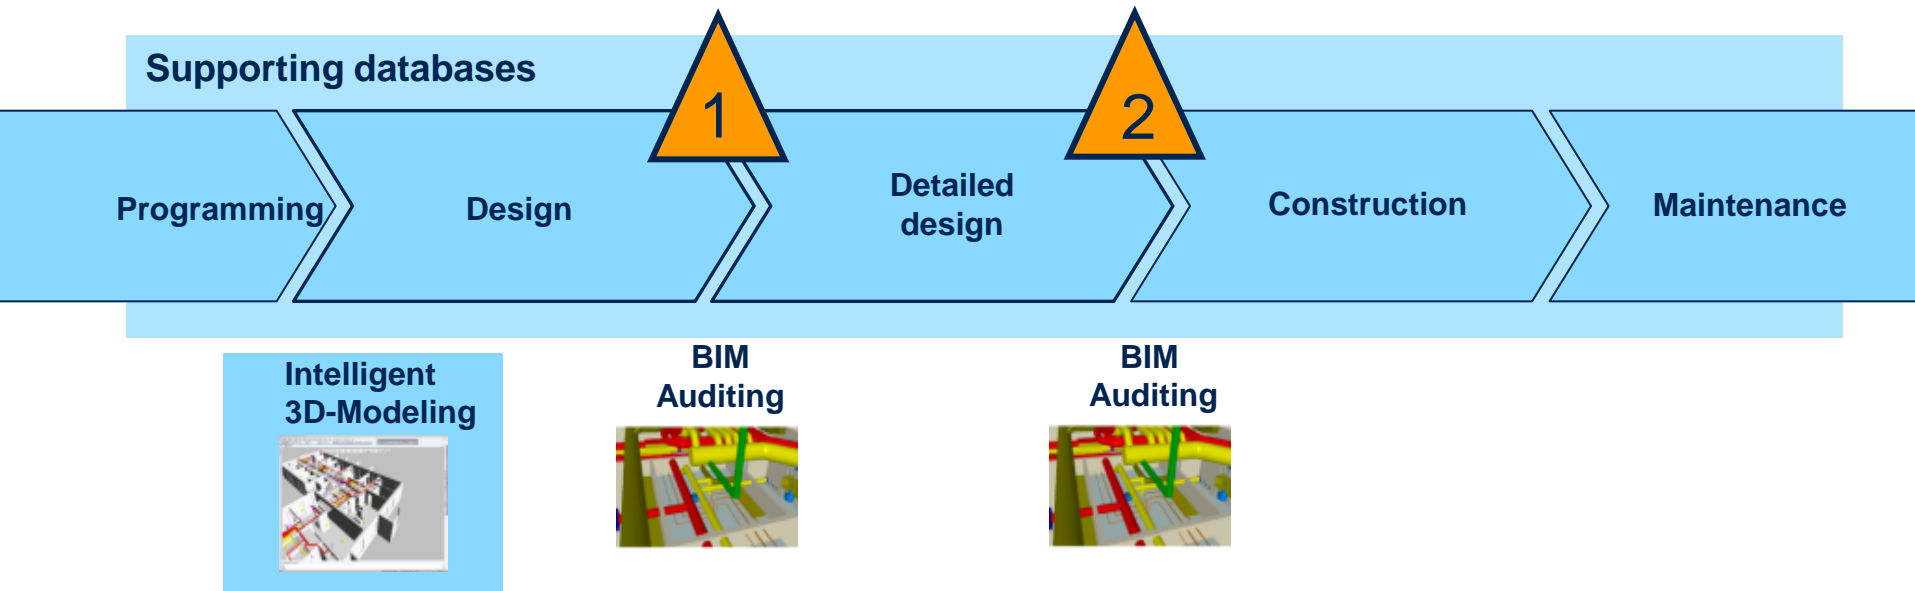 Supporting databases
1
2
Programming
Design
Detailed
design
Construction
Maintenance
Intelligent
3D-Modeling
BIM
Auditing
BIM
Auditing